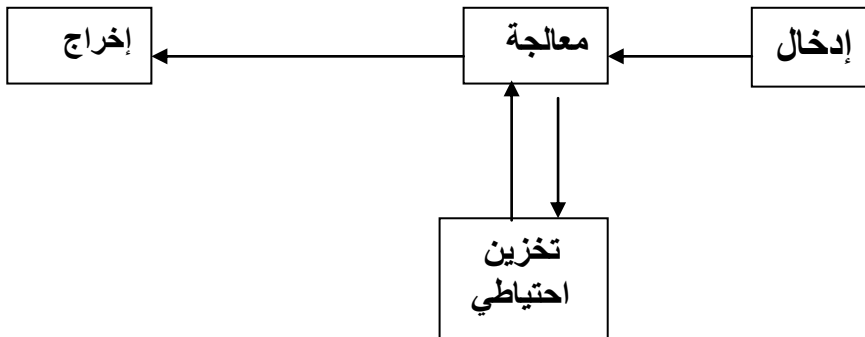 إدخال
معالجة
إخراج
تخزين
احتياطي